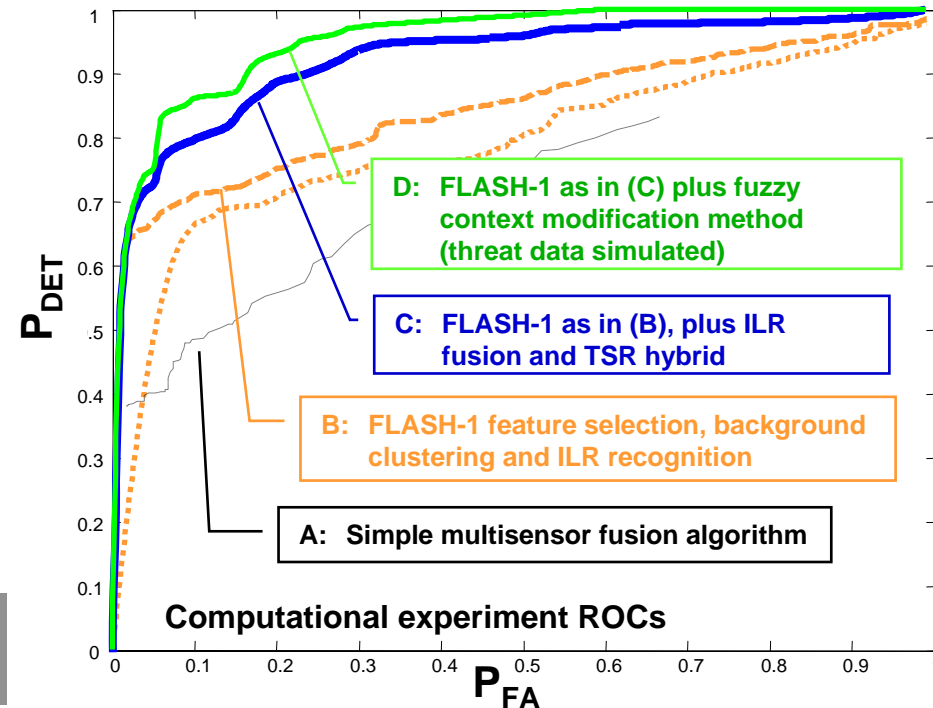 1
0.9
0.8
0.7
0.6
.5
0.4
0.3
0.2
0.1
0
P_DET
D: FLASH-1 as in (C) plus fuzzy
context modification method
(threat data simulated)
C: FLASH-1 as in (B), plus ILR
fusion and TSR hybrid
B: FLASH-1 feature selection, background
clustering and ILR recognition
A: Simple multisensor fusion algorithm
Computational experiment ROCs
0 0.1 0.2 0.3 0.4 0.5 0.6 0.7 0.8 0.9
P_FA